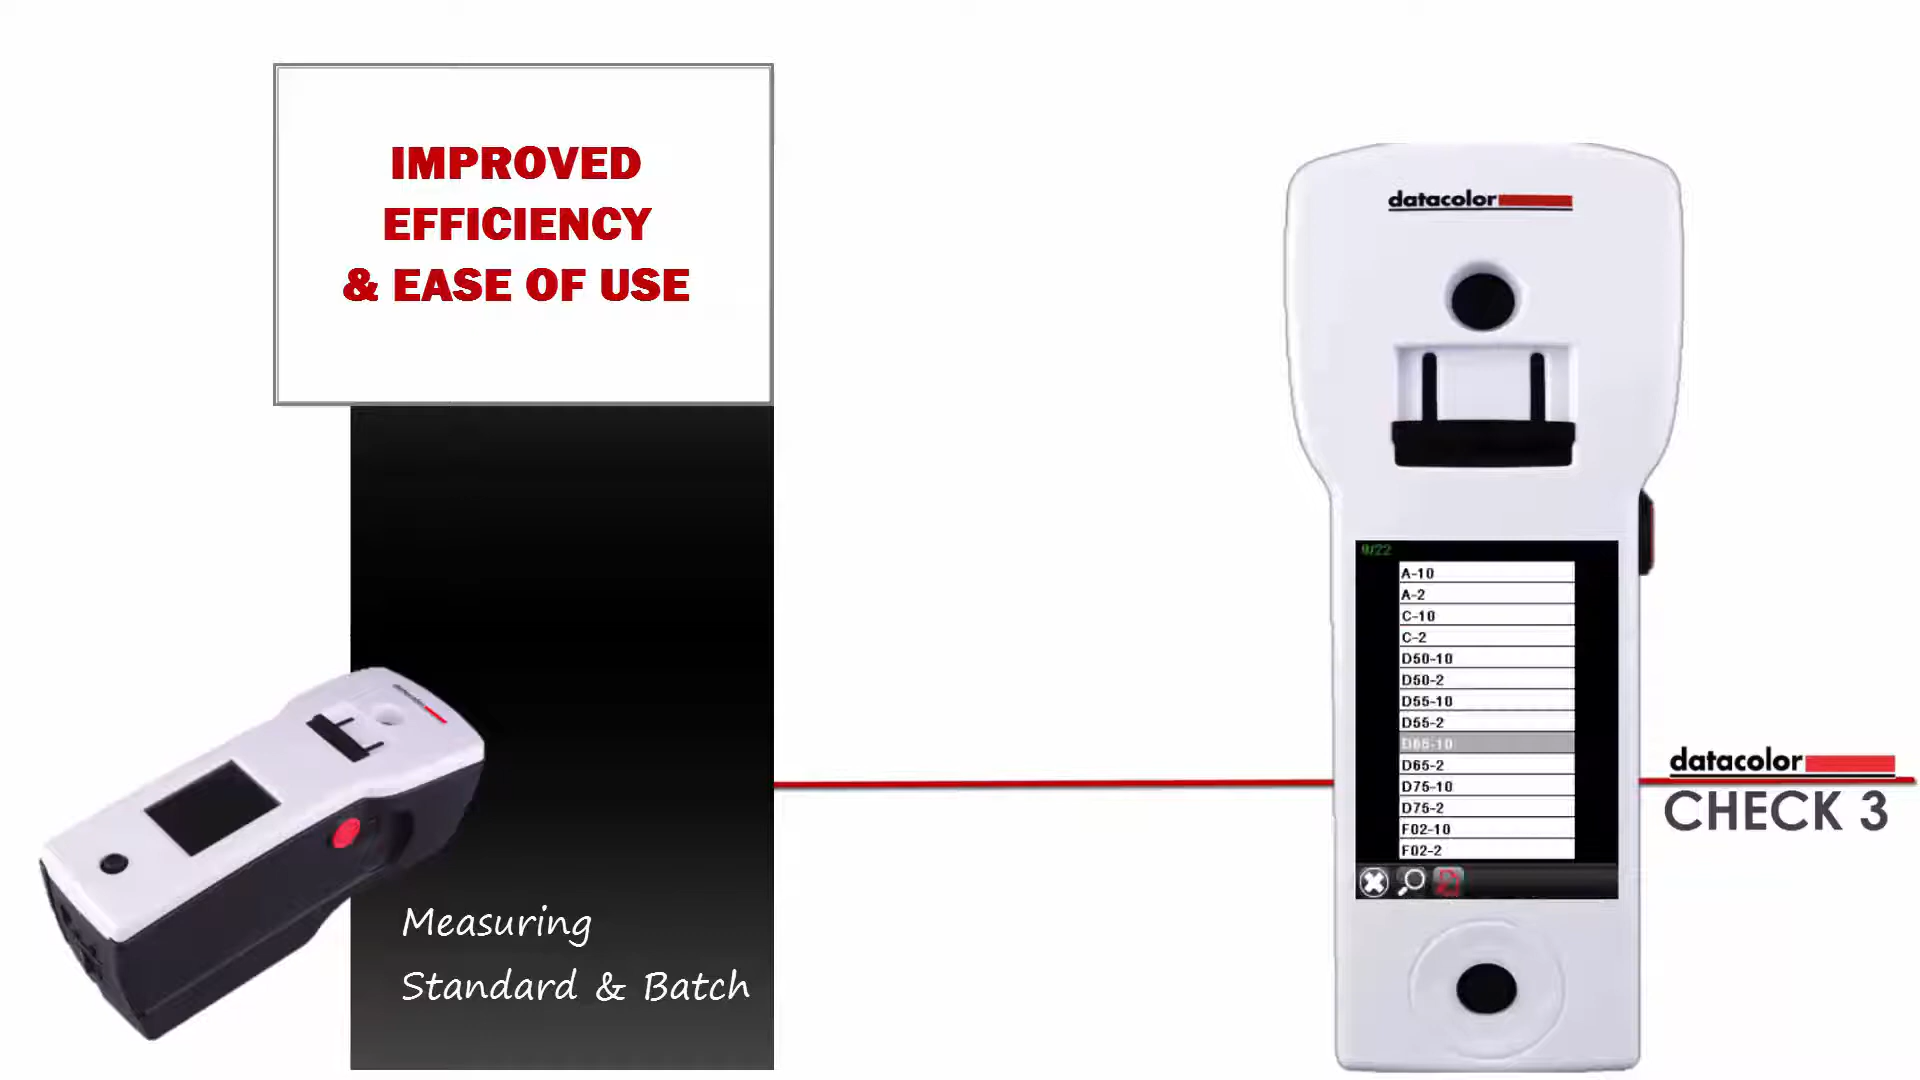 IMPROVED
EFFICIENCY
& EASE OF USE
Measuring
Standard & Batch
datacolor
datacolor
A-10
A-2
C-10
C-2
D50-10
D50-2
D55-10
D55-2
D65-10
D65-2
D75-10
D75-2
F02-10
F02-2
datacolor
CHECK 3